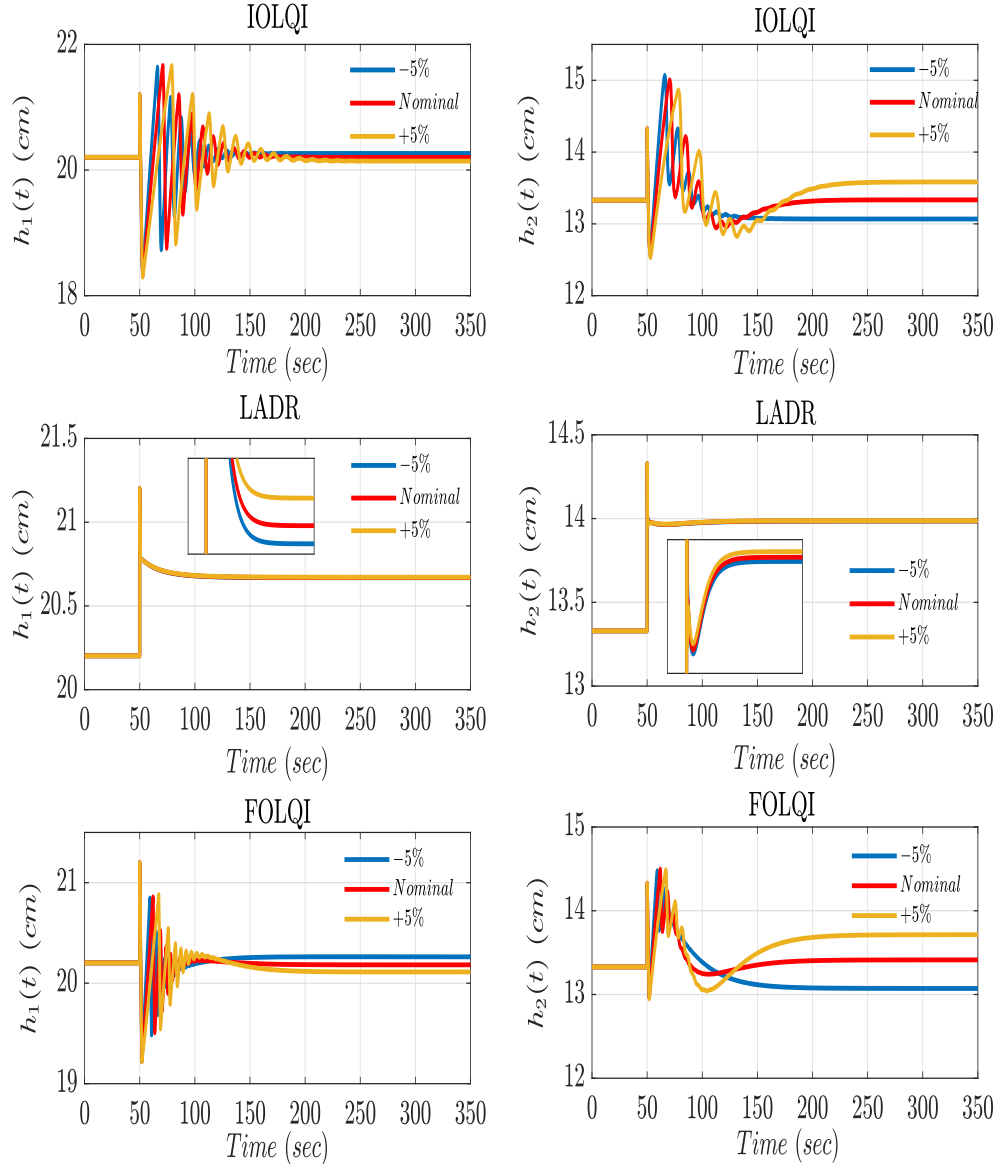 IOLQI
h₁(t) (cm)
22
20
18
−5%
Nominal
+5%
0 50 100 150 200 250 300 350
Time (sec)
IOLQI
h₂(t) (cm)
15
14
13
12
−5%
Nominal
+5%
0 50 100 150 200 250 300 350
Time (sec)
LADR
h₁(t) (cm)
21.5
21
20.5
20
−5%
Nominal
+5%
0 50 100 150 200 250 300 350
Time (sec)
LADR
h₂(t) (cm)
14.5
14
13.5
13
−5%
Nominal
+5%
0 50 100 150 200 250 300 350
Time (sec)
FOLQI
h₁(t) (cm)
21
20
19
−5%
Nominal
+5%
0 50 100 150 200 250 300 350
Time (sec)
FOLQI
h₂(t) (cm)
15
14
13
12
−5%
Nominal
+5%
0 50 100 150 200 250 300 350
Time (sec)